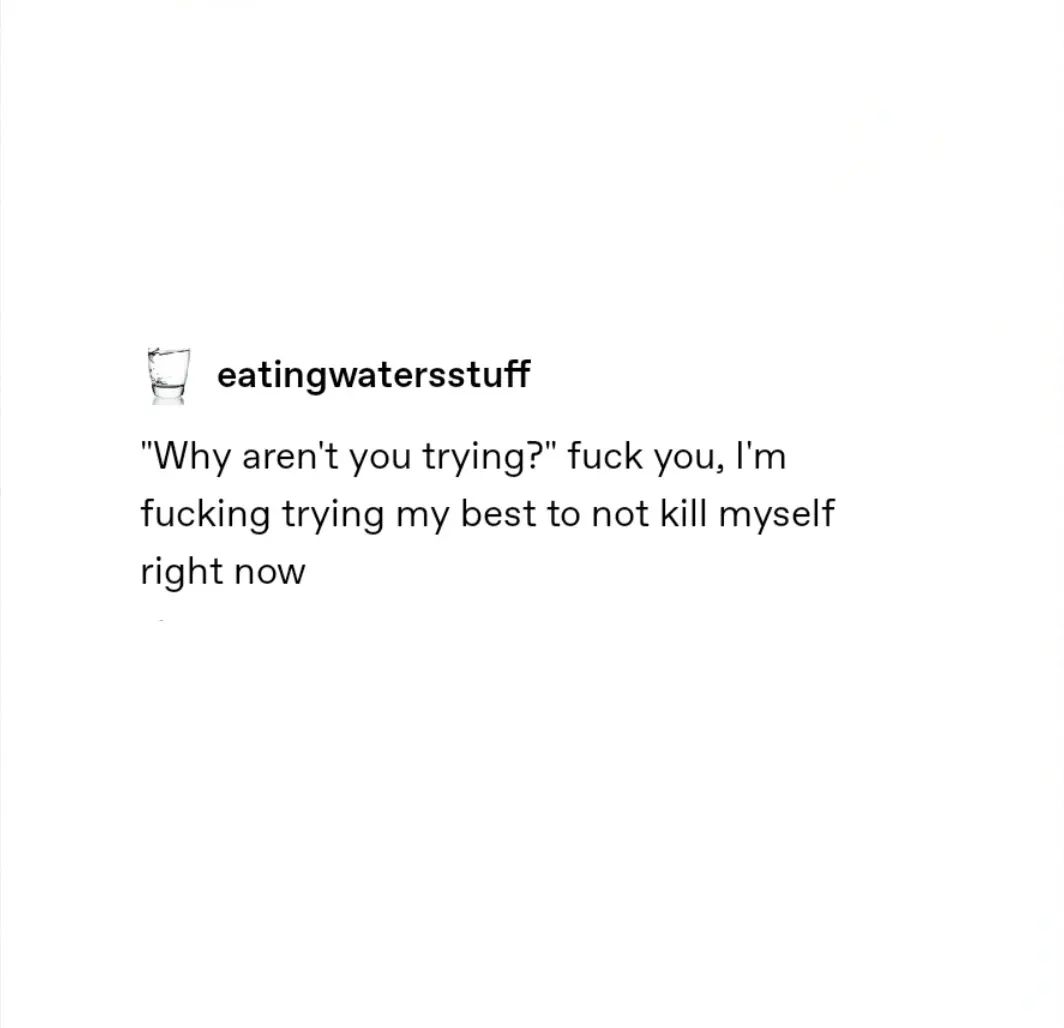 eatingwatersstuff
"Why aren't you trying?" fuck you, I'm
fucking trying my best to not kill myself
right now